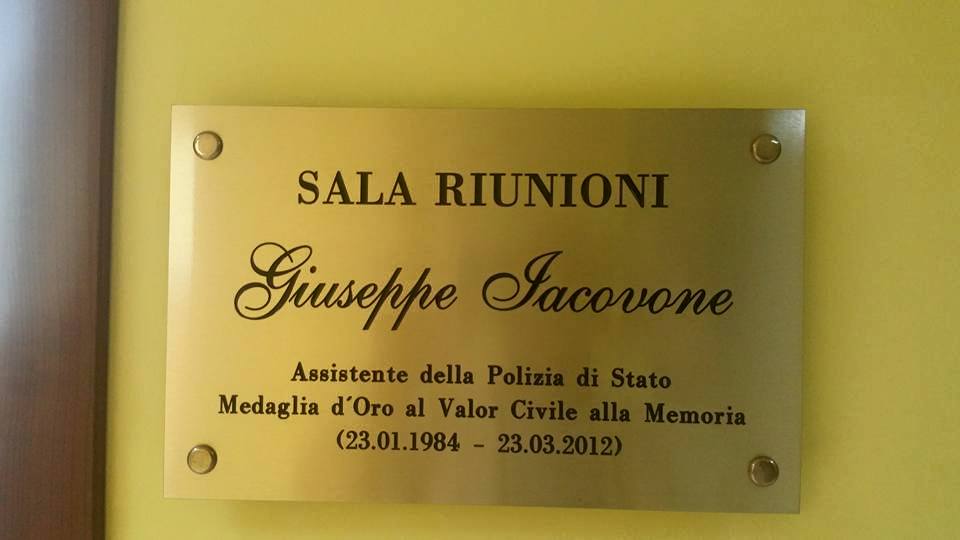 SALA RIUNIONI
Giuseppe Iacovone
Assistente della Polizia di Stato
Medaglia d'Oro al Valor Civile alla Memoria
(23.01.1984 - 23.03.2012)